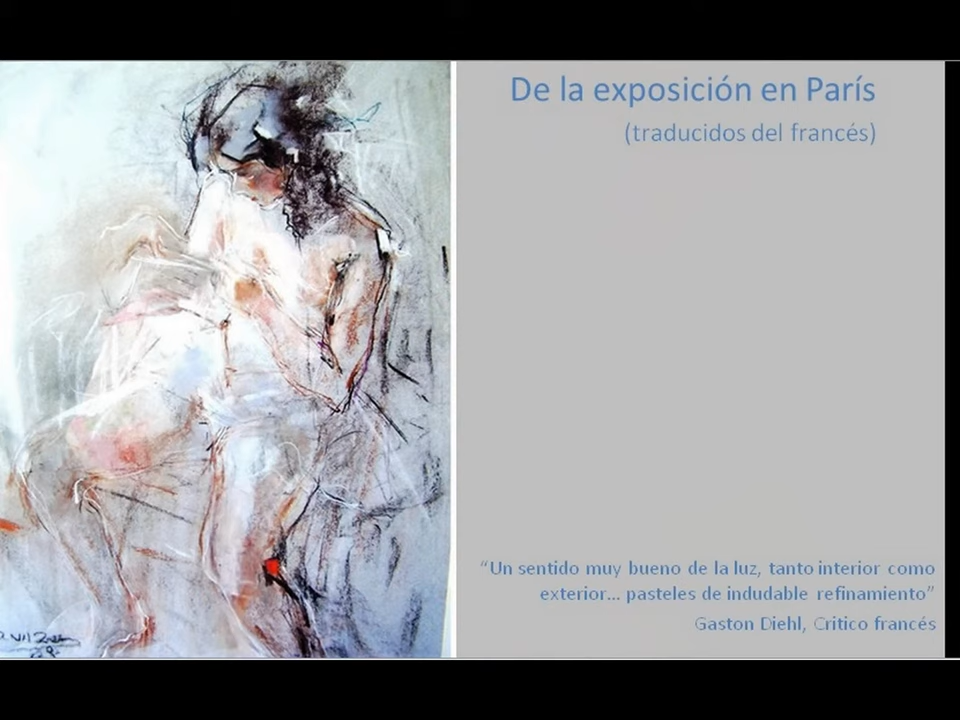 De la exposición en París
(traducidos del francés)
“Un sentido muy bueno de la luz, tanto interior como
exterior... pasteles de indudable refinamiento”
Gaston Diehl, Critico francés